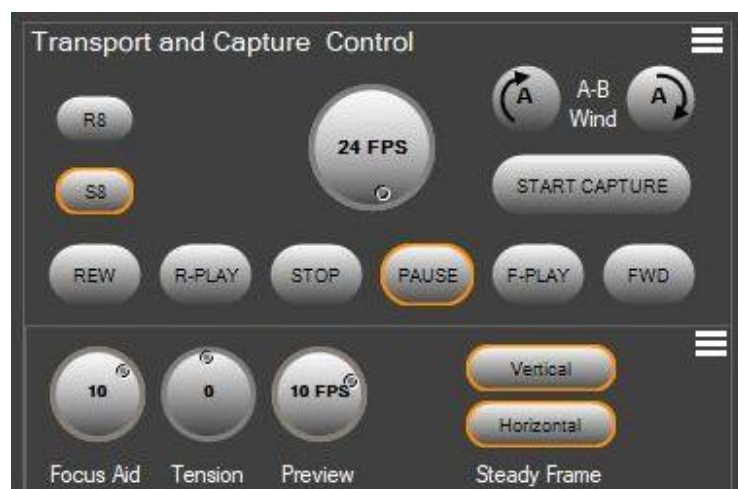 Transport and Capture Control
R8
24 FPS
A A-B Wind A
S8
START CAPTURE
REW R-PLAY STOP PAUSE F-PLAY FWD
10 0 10 FPS Vertical
Horizontal
Focus Aid Tension Preview Steady Frame